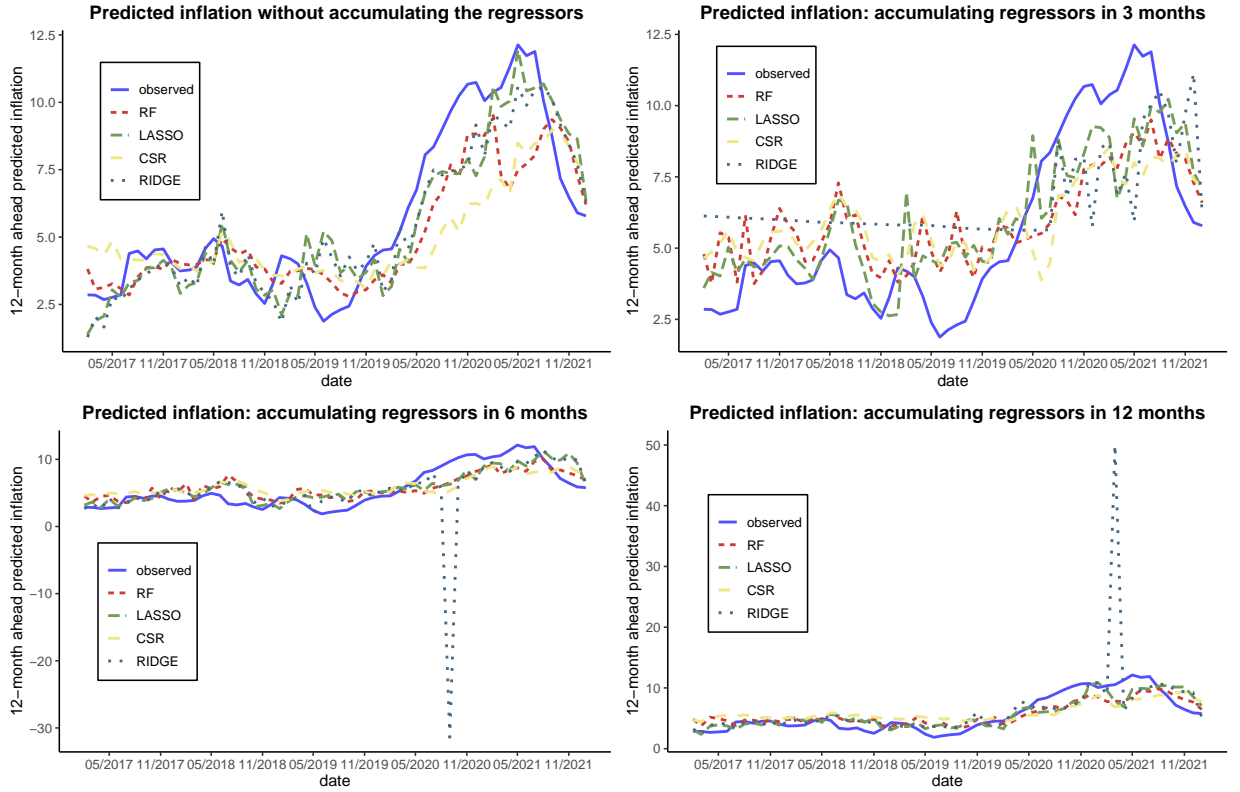 Predicted inflation without accumulating the regressors
12−month ahead predicted inflation
12.5
10.0
7.5
5.0
2.5
observed
RF
LASSO
CSR
RIDGE
05/2017 11/2017 05/2018 11/2018 05/2019 11/2019 05/2020 11/2020 05/2021 11/2021
date
Predicted inflation: accumulating regressors in 3 months
12−month ahead predicted inflation
12.5
10.0
7.5
5.0
2.5
observed
RF
LASSO
CSR
RIDGE
05/2017 11/2017 05/2018 11/2018 05/2019 11/2019 05/2020 11/2020 05/2021 11/2021
date
Predicted inflation: accumulating regressors in 6 months
12−month ahead predicted inflation
10
0
−10
−20
−30
observed
RF
LASSO
CSR
RIDGE
05/2017 11/2017 05/2018 11/2018 05/2019 11/2019 05/2020 11/2020 05/2021 11/2021
date
Predicted inflation: accumulating regressors in 12 months
12−month ahead predicted inflation
50
40
30
20
10
0
observed
RF
LASSO
CSR
RIDGE
05/2017 11/2017 05/2018 11/2018 05/2019 11/2019 05/2020 11/2020 05/2021 11/2021
date